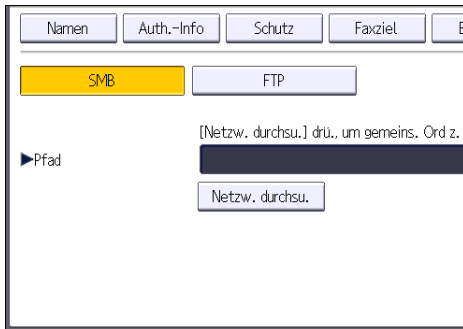 Namen Auth.-Info Schutz Faxziel
SMB FTP
[Netzw. durchsu.] drü., um gemeins. Ord z.
▶Pfad
Netzw. durchsu.